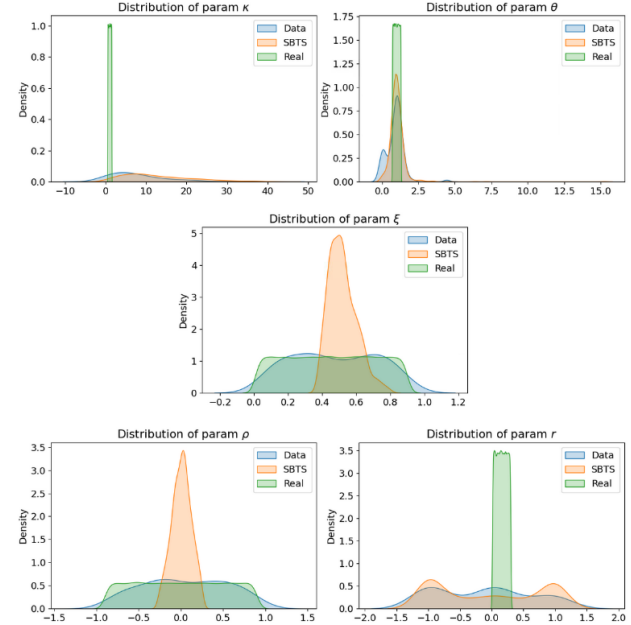 Distribution of param κ
Density
1.0
0.8
0.6
0.4
0.2
0.0
−10 0 10 20 30 40 50
Data
SBTS
Real
Distribution of param θ
Density
1.75
1.50
1.25
1.00
0.75
0.50
0.25
0.00
0.0 2.5 5.0 7.5 10.0 12.5 15.0
Data
SBTS
Real
Distribution of param ξ
Density
5
4
3
2
1
0
−0.2 0.0 0.2 0.4 0.6 0.8 1.0 1.2
Data
SBTS
Real
Distribution of param ρ
Density
3.5
3.0
2.5
2.0
1.5
1.0
0.5
0.0
−1.5 −1.0 −0.5 0.0 0.5 1.0 1.5
Data
SBTS
Real
Distribution of param r
Density
3.5
3.0
2.5
2.0
1.5
1.0
0.5
0.0
−2.0 −1.5 −1.0 −0.5 0.0 0.5 1.0 1.5 2.0
Data
SBTS
Real